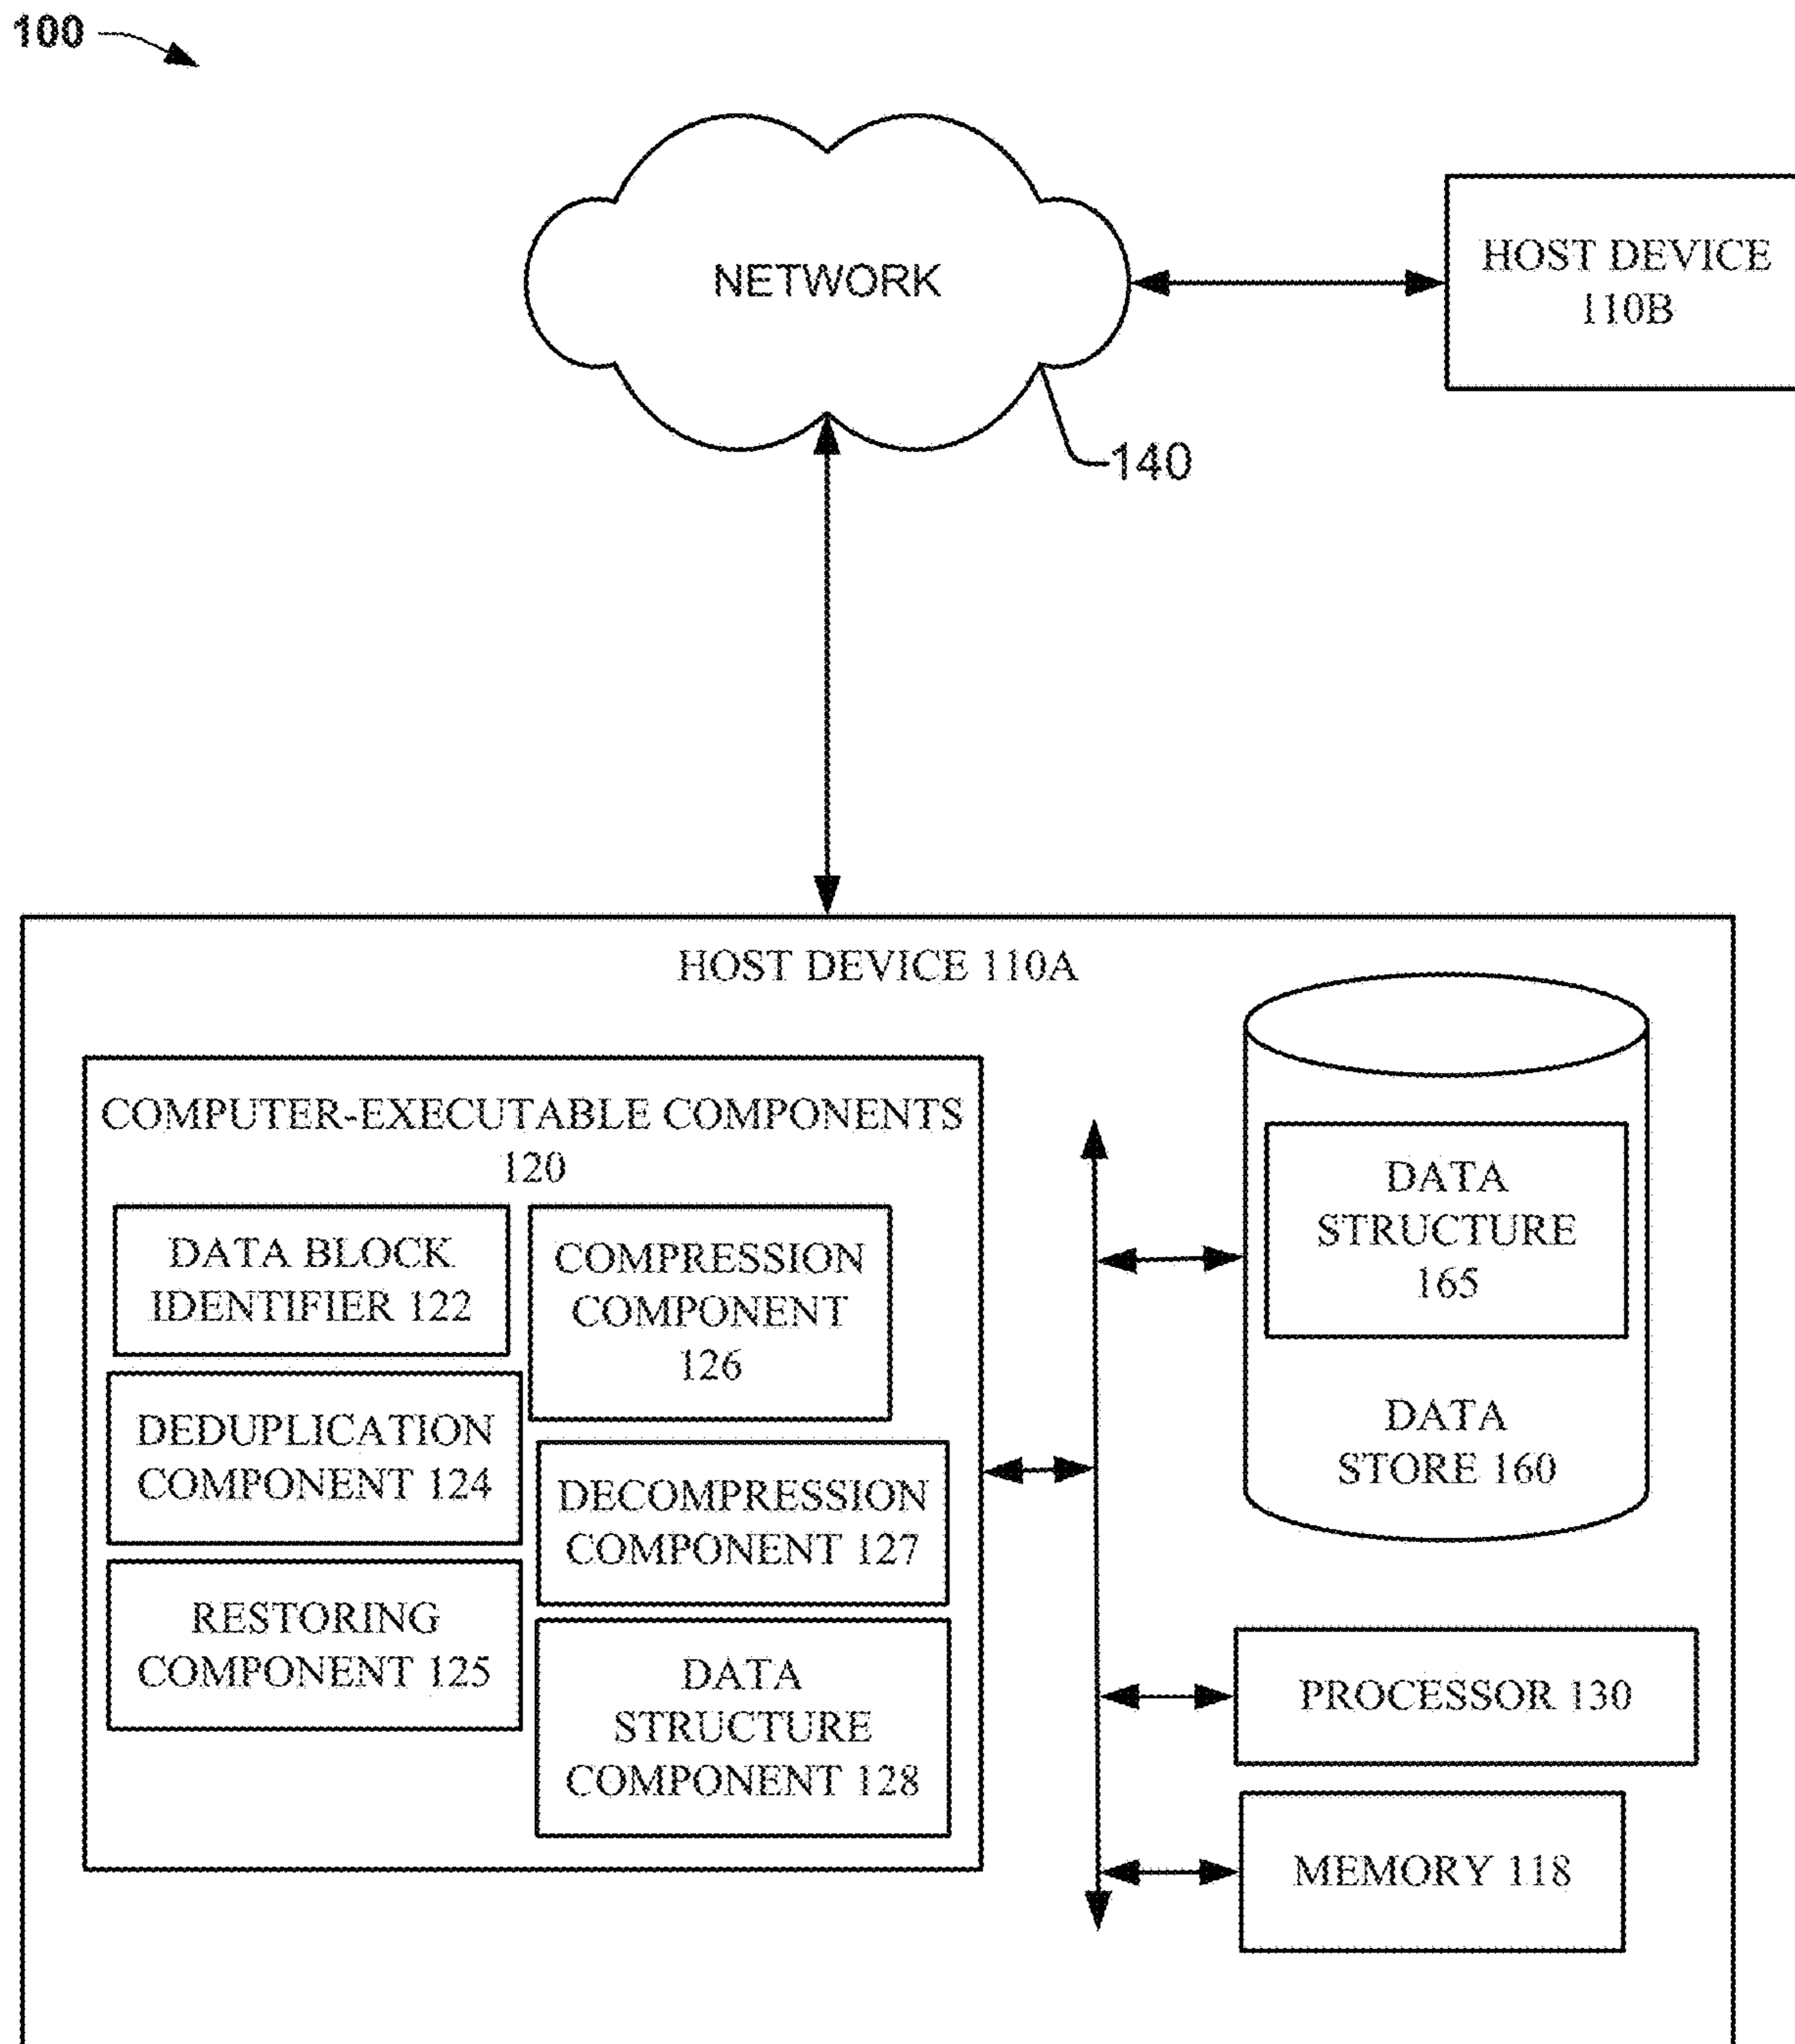 100
NETWORK
HOST DEVICE
110B
140
HOST DEVICE 110A
COMPUTER-EXECUTABLE COMPONENTS
120
DATA BLOCK
IDENTIFIER 122
COMPRESSION
COMPONENT
126
DEDUPLICATION
COMPONENT 124
DECOMPRESSION
COMPONENT 127
RESTORING
COMPONENT 125
DATA
STRUCTURE
COMPONENT 128
DATA
STRUCTURE
165
DATA
STORE 160
PROCESSOR 130
MEMORY 118